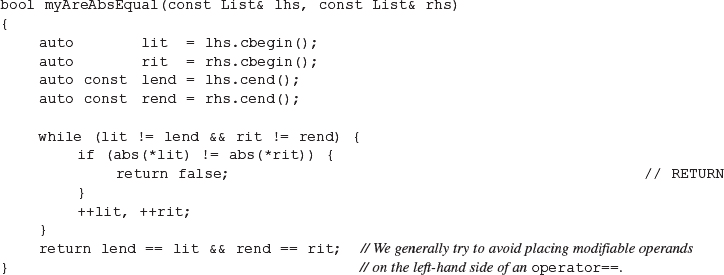 bool myAreAbsEqual(const List& lhs, const List& rhs)
{
    auto       lit  = lhs.cbegin();
    auto       rit  = rhs.cbegin();
    auto const lend = lhs.cend();
    auto const rend = rhs.cend();

    while (lit != lend && rit != rend) {
        if (abs(*lit) != abs(*rit)) {
            return false;                                                // RETURN
        }
        ++lit, ++rit;
    }
    return lend == lit && rend == rit;  // We generally try to avoid placing modifiable operands
}                                       // on the left-hand side of an operator==.